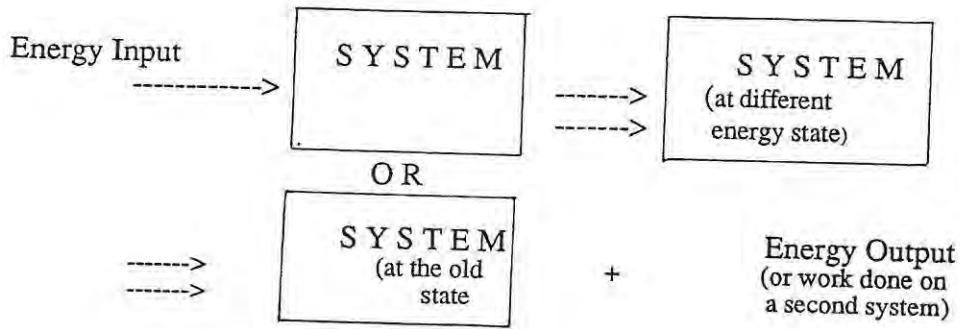 Energy Input
------------->
S Y S T E M
------->
------->
S Y S T E M
(at different
energy state)
O R
------->
------->
S Y S T E M
(at the old
state
+
Energy Output
(or work done on
a second system)